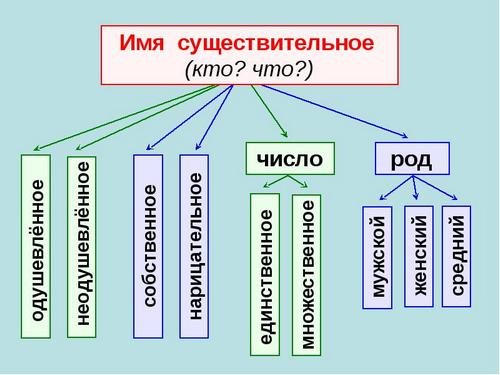 Имя существительное
(кто? что?)
число
род
одушевлённое
неодушевлённое
собственное
нарицательное
единственное
множественное
мужской
женский
средний